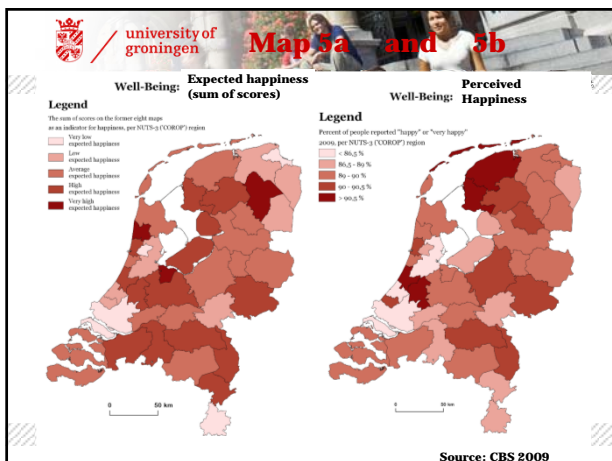 university of
groningen
Map 5a and 5b
Well-Being: Expected happiness
(sum of scores)
Legend
The sum of scores on the former eight maps
as an indicator for happiness, per NUTS-3 ('COROP') region
Very low
expected happiness
Low
expected happiness
Average
expected happiness
High
expected happiness
Very high
expected happiness
0 50 km
Well-Being: Perceived
Happiness
Legend
Percent of people reported "happy" or "very happy"
2009, per NUTS-3 ('COROP') region
< 86,5 %
86,5 - 89 %
89 - 90 %
90 - 90,5 %
> 90,5 %
0 50 km
Source: CBS 2009